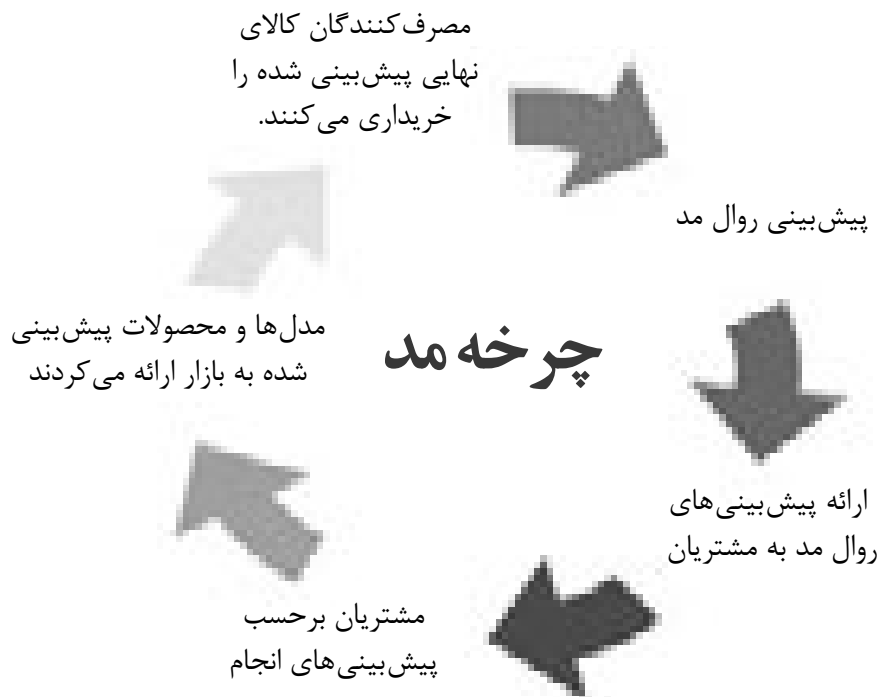 مصرف‌کنندگان کالای
نهایی پیش‌بینی شده را
خریداری می‌کنند.
پیش‌بینی روال مد
ارائه پیش‌بینی‌های
روال مد به مشتریان
مشتریان برحسب
پیش‌بینی‌های انجام
مدل‌ها و محصولات پیش‌بینی
شده به بازار ارائه می‌کردند
چرخه مد